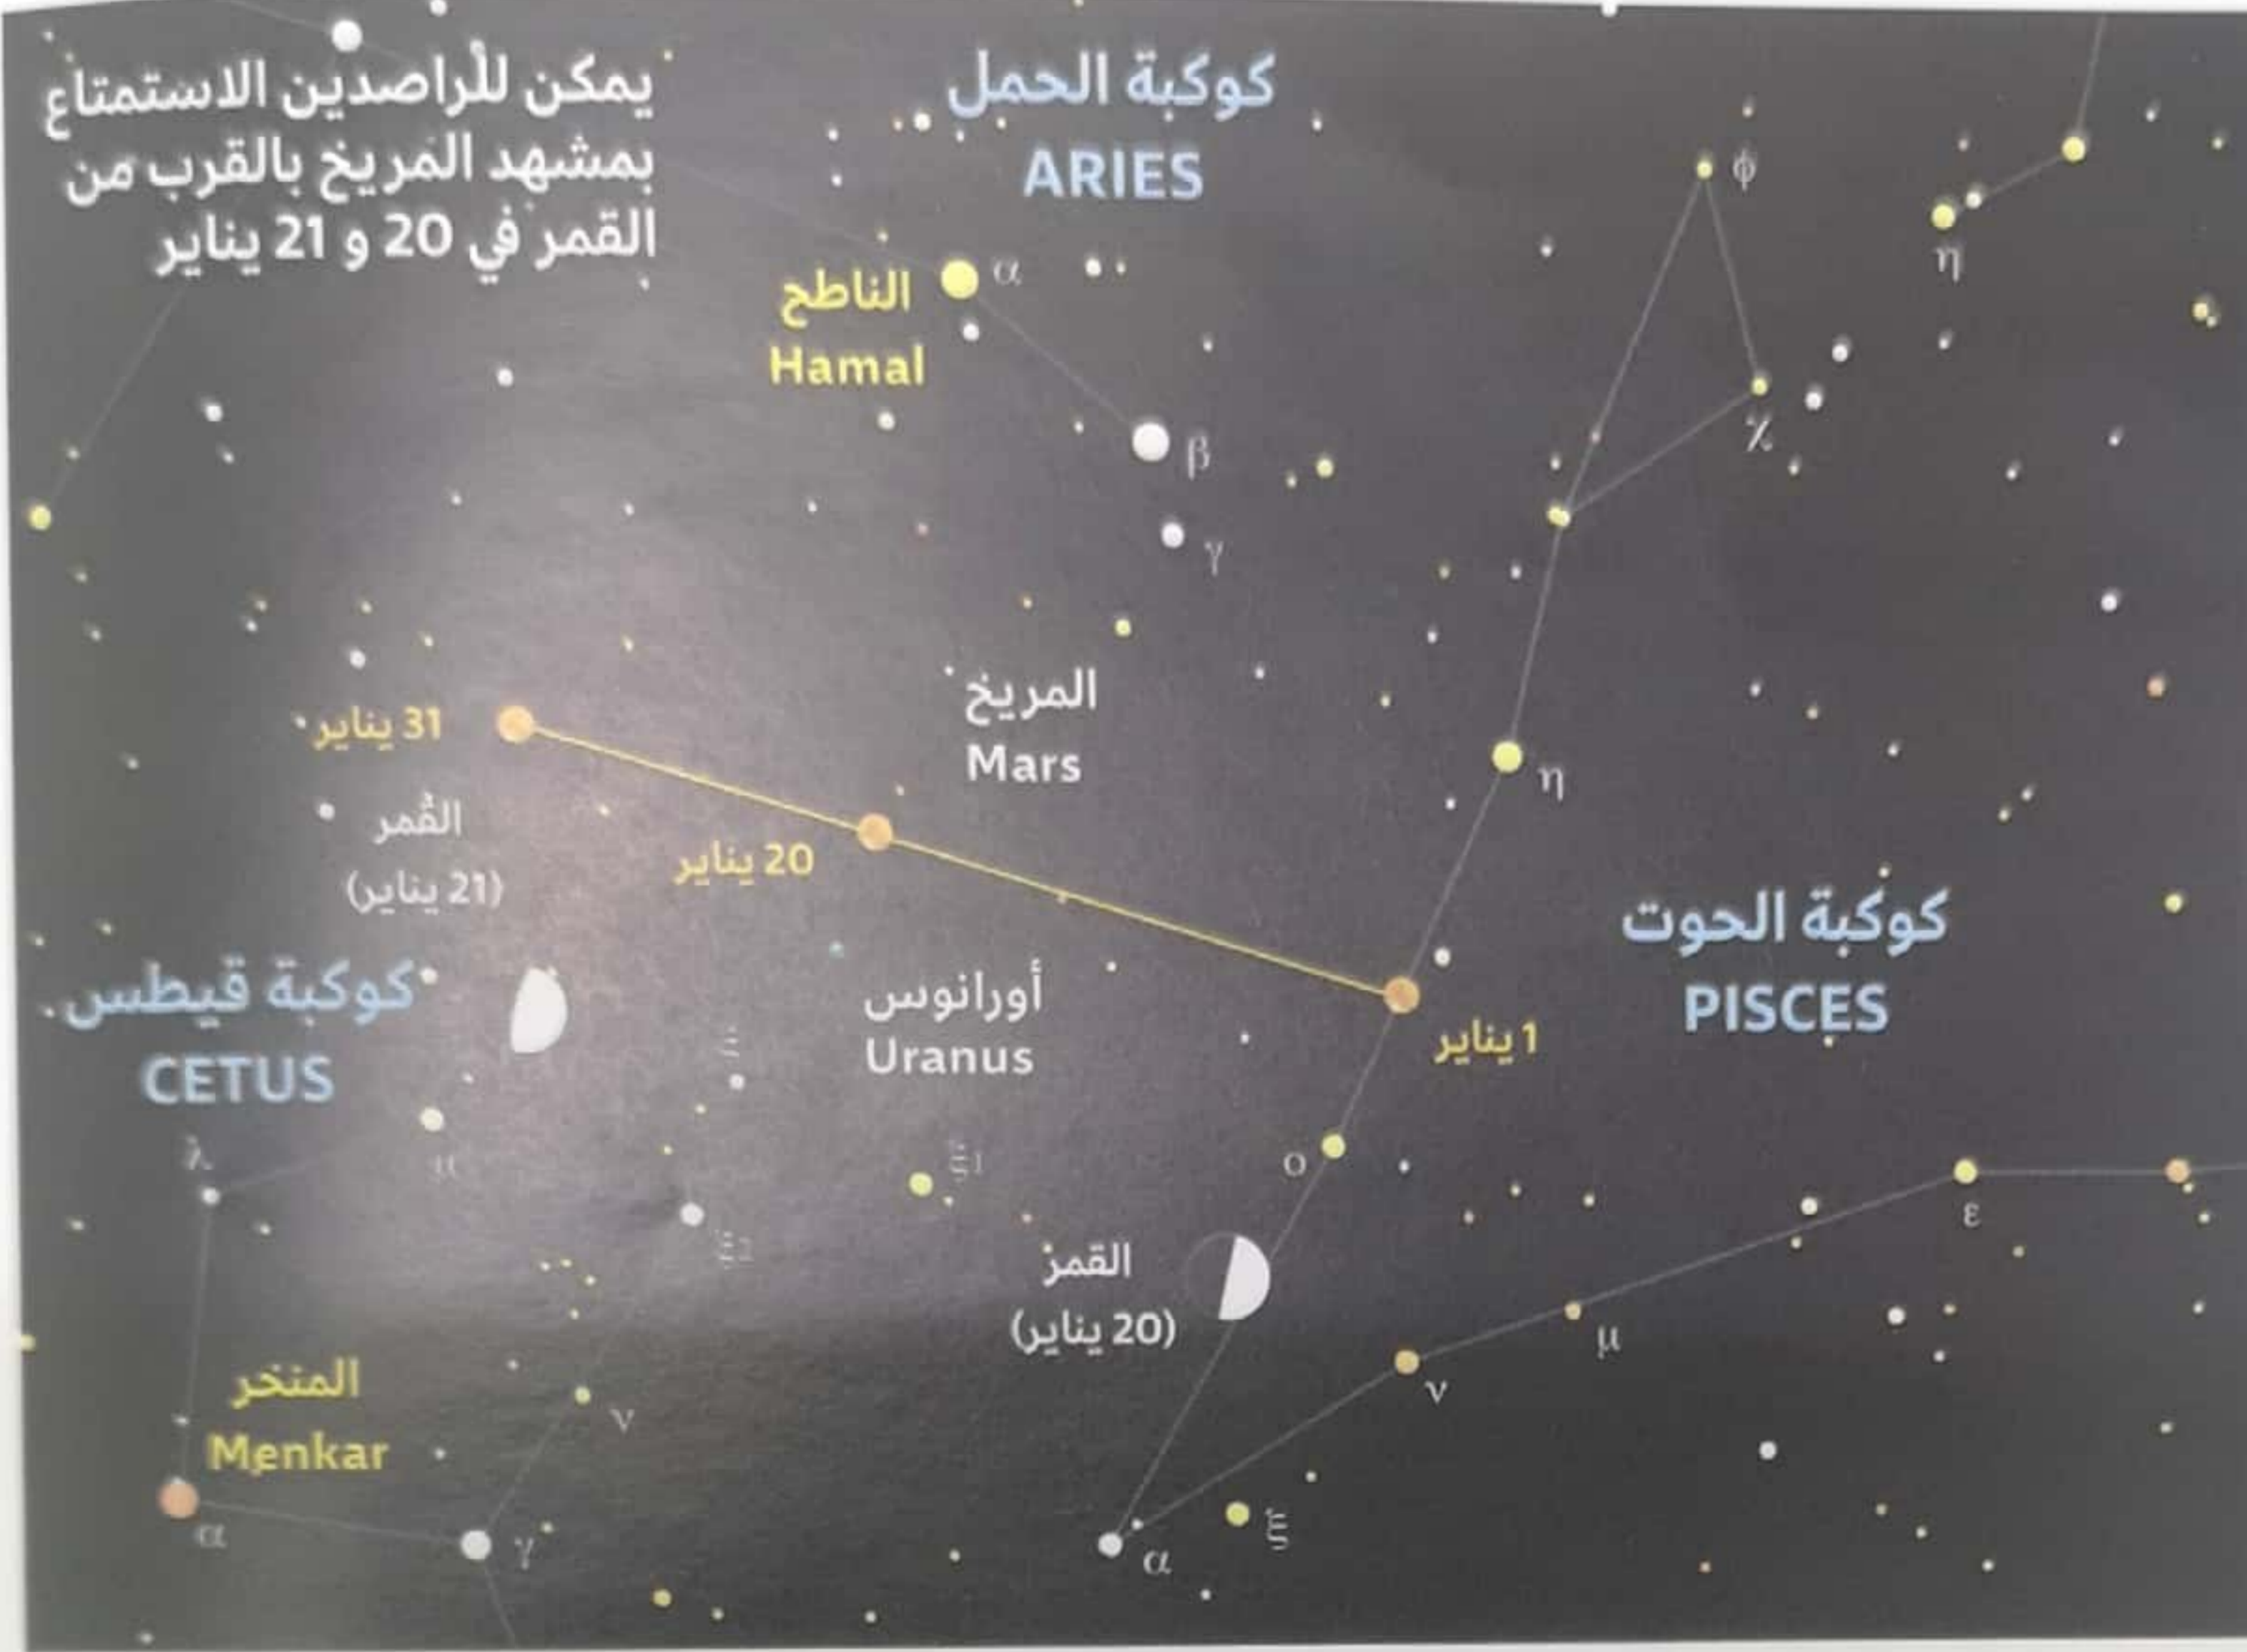 يمكن للراصدين الاستمتاع
بمشهد المريخ بالقرب من
القمر في 20 و 21 يناير
كوكبة الحمل
ARIES
φ
η
α
الناطح
Hamal
χ
β
γ
المريخ
Mars
31 يناير
η
القمر
(21 يناير)
20 يناير
كوكبة الحوت
PISCES
كوكبة قيطس
CETUS
أورانوس
Uranus
1 يناير
λ
μ
ξ1
ο
ε
القمر
(20 يناير)
μ
المنخر
Menkar
ν
ν
α
γ
α
ξ